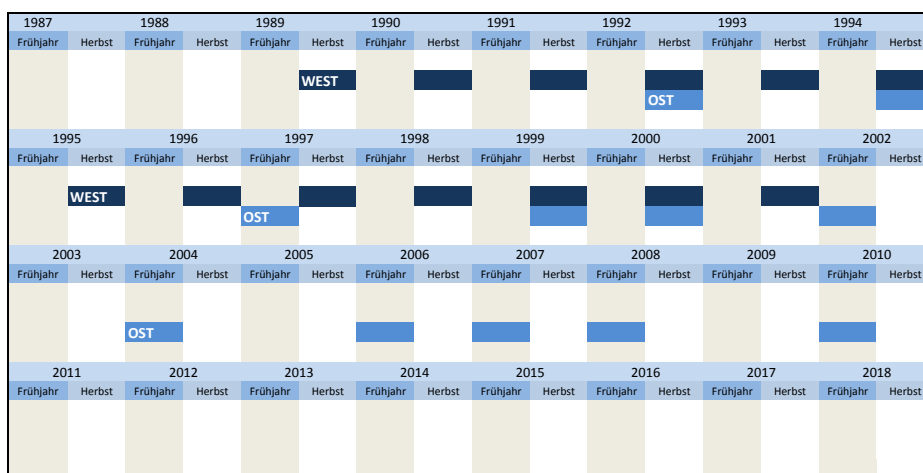 1987 1988 1989 1990 1991 1992 1993 1994
Frühjahr Herbst Frühjahr Herbst Frühjahr Herbst Frühjahr Herbst Frühjahr Herbst Frühjahr Herbst Frühjahr Herbst Frühjahr Herbst
WEST
OST
1995 1996 1997 1998 1999 2000 2001 2002
Frühjahr Herbst Frühjahr Herbst Frühjahr Herbst Frühjahr Herbst Frühjahr Herbst Frühjahr Herbst Frühjahr Herbst Frühjahr Herbst
WEST
OST
2003 2004 2005 2006 2007 2008 2009 2010
Frühjahr Herbst Frühjahr Herbst Frühjahr Herbst Frühjahr Herbst Frühjahr Herbst Frühjahr Herbst Frühjahr Herbst Frühjahr Herbst
OST
2011 2012 2013 2014 2015 2016 2017 2018
Frühjahr Herbst Frühjahr Herbst Frühjahr Herbst Frühjahr Herbst Frühjahr Herbst Frühjahr Herbst Frühjahr Herbst Frühjahr Herbst